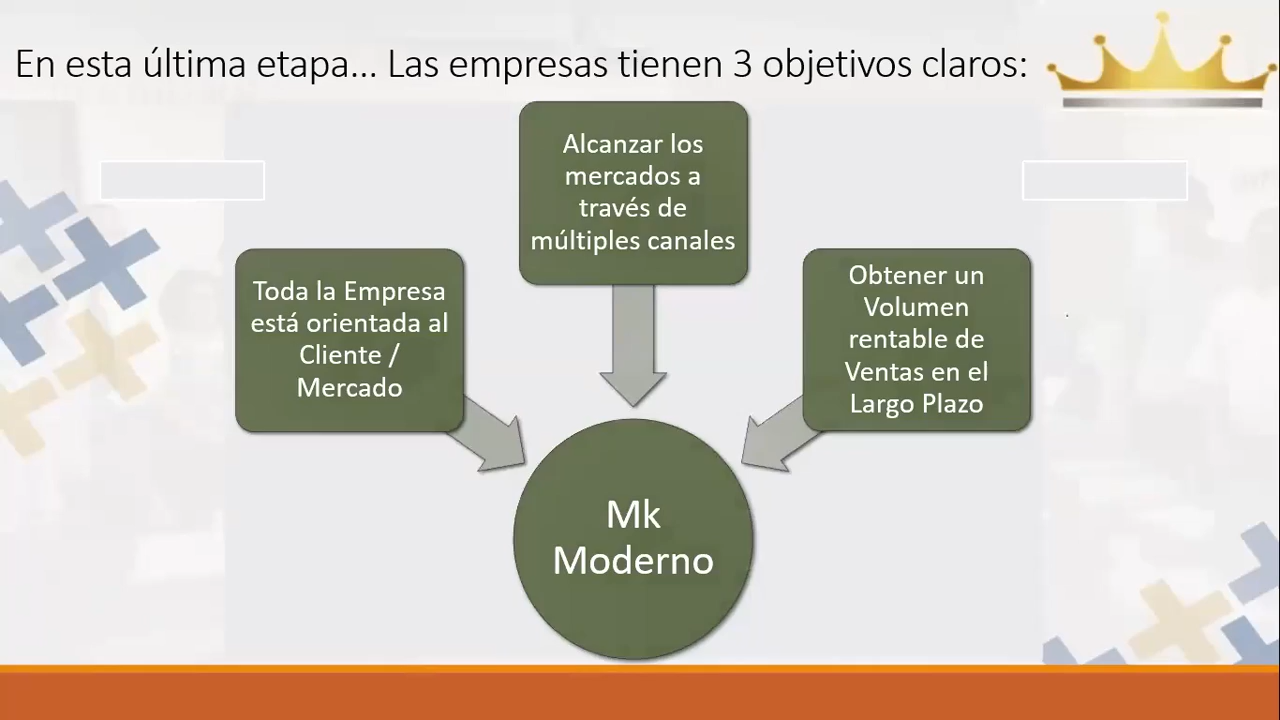 En esta última etapa... Las empresas tienen 3 objetivos claros:
Toda la Empresa
está orientada al
Cliente /
Mercado
Alcanzar los
mercados a
través de
múltiples canales
Obtener un
Volumen
rentable de
Ventas en el
Largo Plazo
Mk
Moderno